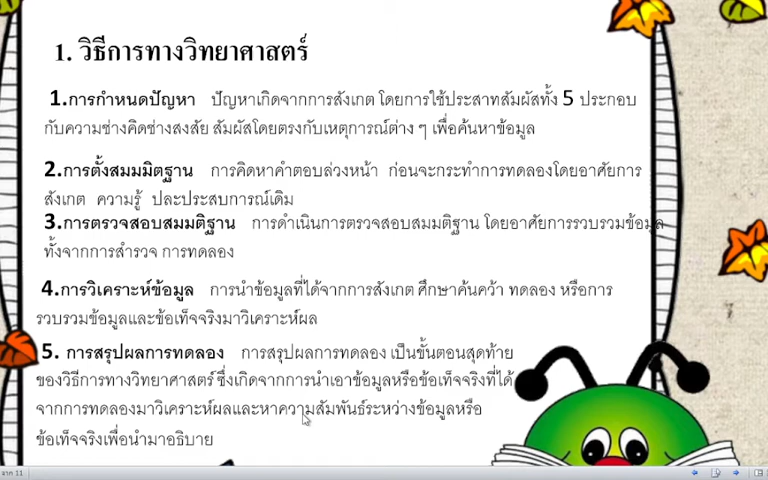 1. วิธีการทางวิทยาศาสตร์
1.การกำหนดปัญหา ปัญหาเกิดจากการสังเกต โดยการใช้ประสาทสัมผัสทั้ง 5 ประกอบ
กับความช่างคิดช่างสงสัย สัมผัสโดยตรงกับเหตุการณ์ต่าง ๆ เพื่อค้นหาข้อมูล
2.การตั้งสมมมิตฐาน การคิดหาคำตอบล่วงหน้า ก่อนจะกระทำการทดลองโดยอาศัยการ
สังเกต ความรู้ ปละประสบการณ์เดิม
3.การตรวจสอบสมมติฐาน การดำเนินการตรวจสอบสมมติฐาน โดยอาศัยการรวบรวมข้อมูล
ทั้งจากการสำรวจ การทดลอง
4.การวิเคราะห์ข้อมูล การนำข้อมูลที่ได้จากการสังเกต ศึกษาค้นคว้า ทดลอง หรือการ
รวบรวมข้อมูลและข้อเท็จจริงมาวิเคราะห์ผล
5. การสรุปผลการทดลอง การสรุปผลการทดลอง เป็นขั้นตอนสุดท้าย
ของวิธีการทางวิทยาศาสตร์ ซึ่งเกิดจากการนำเอาข้อมูลหรือข้อเท็จจริงที่ได้
จากการทดลองมาวิเคราะห์ผลและหาความสัมพันธ์ระหว่างข้อมูลหรือ
ข้อเท็จจริงเพื่อนำมาอธิบาย
จาก 11